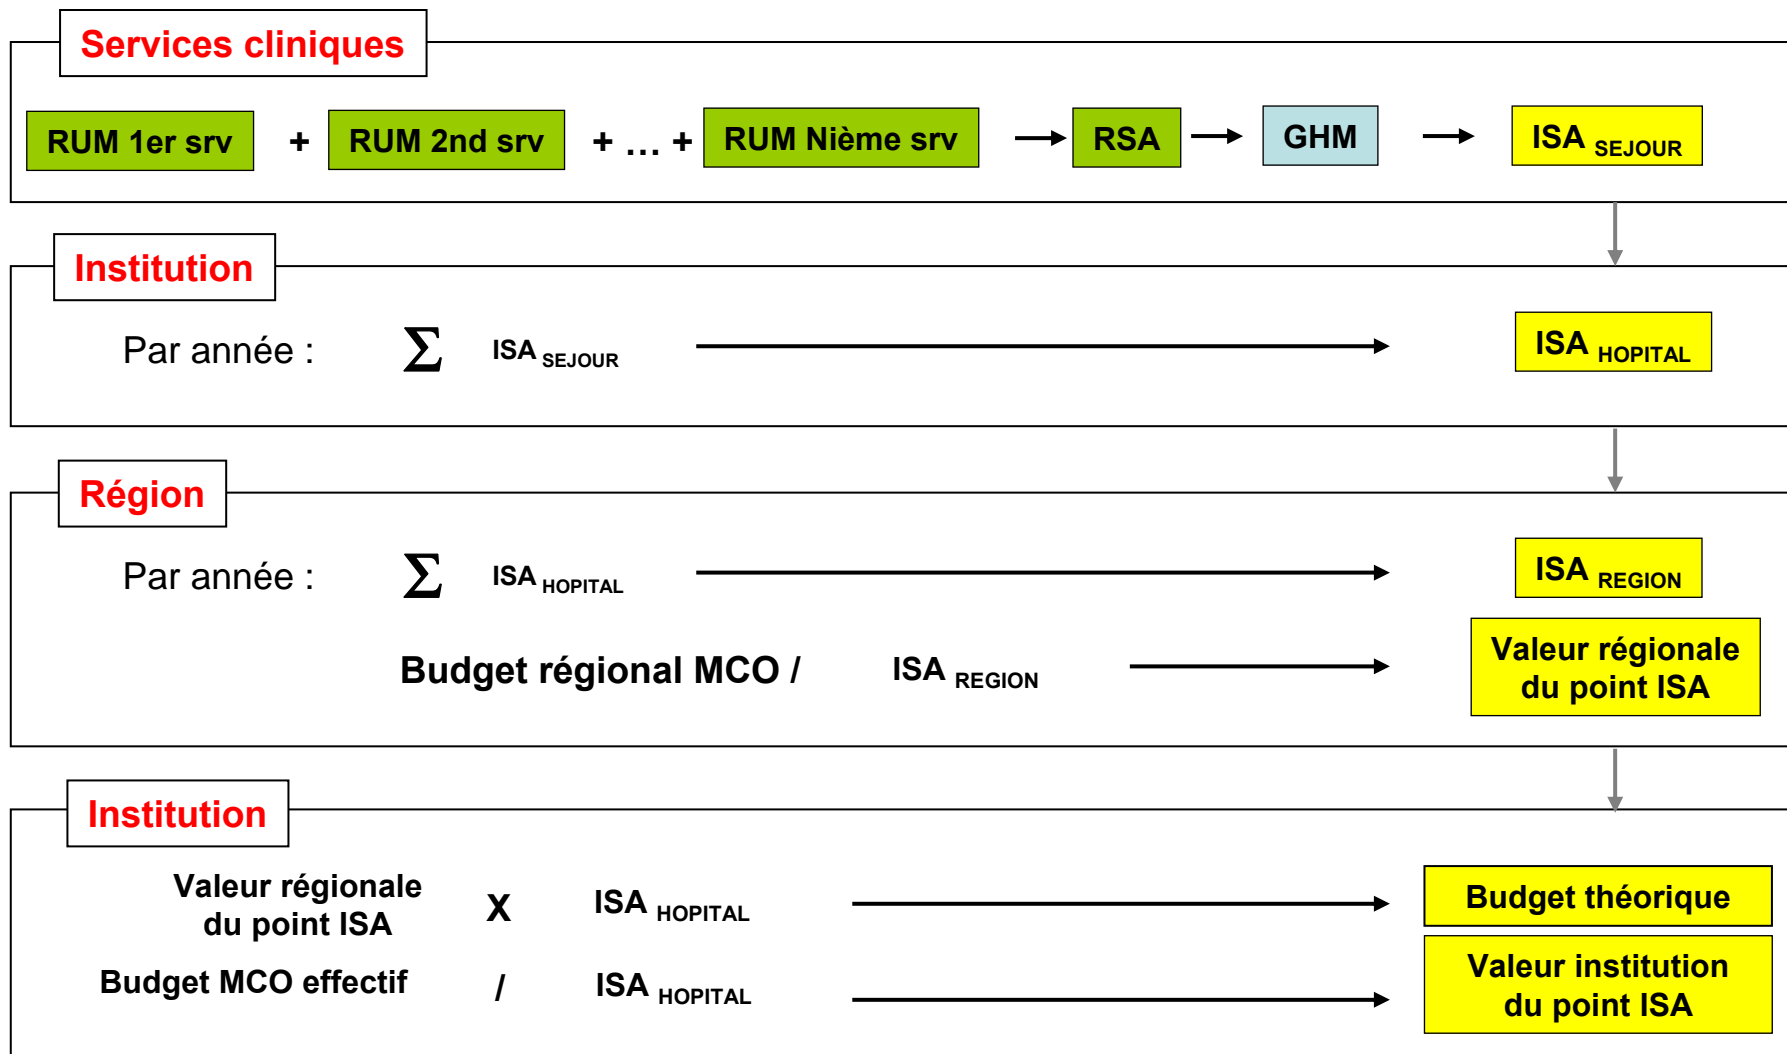 Services cliniques
RUM 1er srv + RUM 2nd srv + ... + RUM Nième srv RSA GHM ISA SEJOUR
Institution
Par année : Σ ISA SEJOUR ISA HOPITAL
Région
Par année : Σ ISA HOPITAL ISA REGION
Budget régional MCO / ISA REGION Valeur régionale
du point ISA
Institution
Valeur régionale
du point ISA X ISA HOPITAL Budget théorique
Budget MCO effectif / ISA HOPITAL Valeur institution
du point ISA